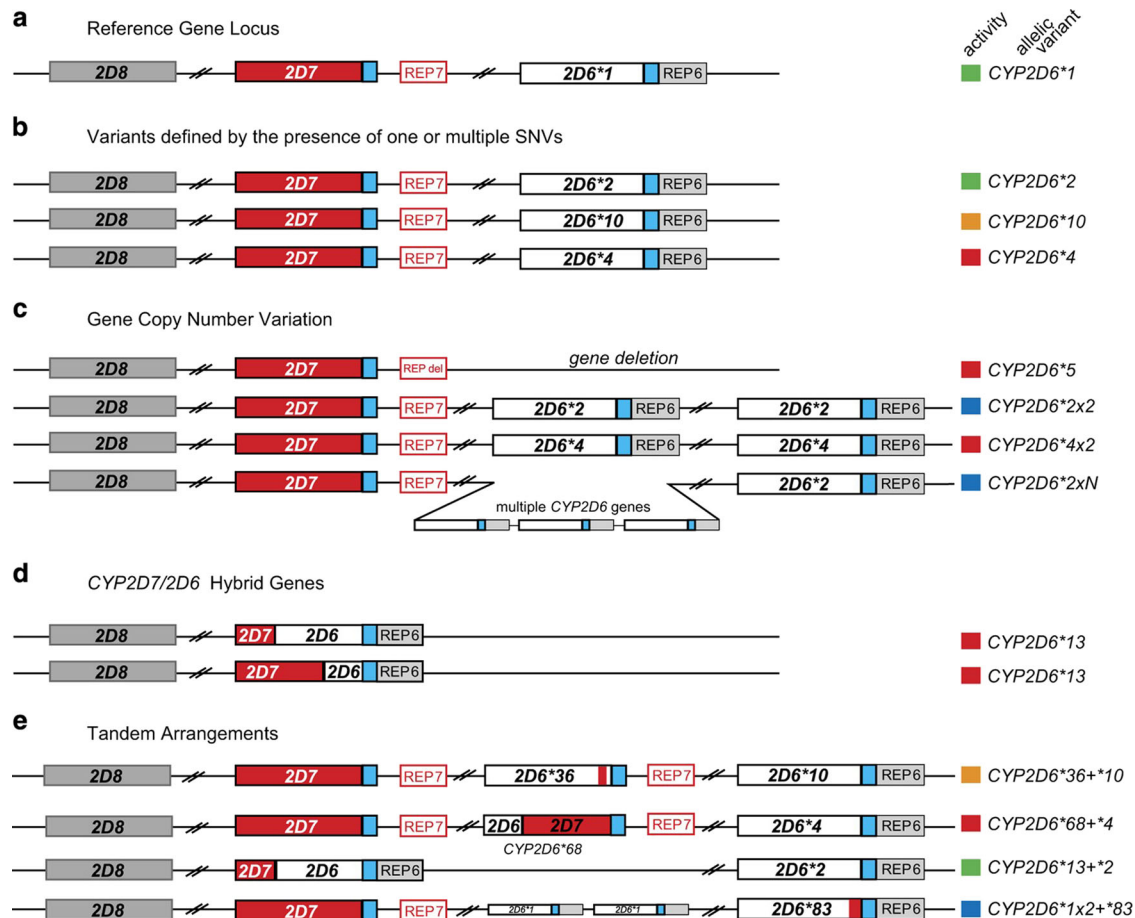 a
Reference Gene Locus
activity
allelic
variant
2D8 2D7 REP7 2D6*1 REP6 CYP2D6*1
b
Variants defined by the presence of one or multiple SNVs
2D8 2D7 REP7 2D6*2 REP6 CYP2D6*2
2D8 2D7 REP7 2D6*10 REP6 CYP2D6*10
2D8 2D7 REP7 2D6*4 REP6 CYP2D6*4
c
Gene Copy Number Variation
2D8 2D7 REP del gene deletion CYP2D6*5
2D8 2D7 REP7 2D6*2 REP6 2D6*2 REP6 CYP2D6*2x2
2D8 2D7 REP7 2D6*4 REP6 2D6*4 REP6 CYP2D6*4x2
2D8 2D7 REP7 2D6*2 REP6 CYP2D6*2xN
multiple CYP2D6 genes
d
CYP2D7/2D6 Hybrid Genes
2D8 2D7 2D6 REP6 CYP2D6*13
2D8 2D7 2D6 REP6 CYP2D6*13
e
Tandem Arrangements
2D8 2D7 REP7 2D6*36 REP7 2D6*10 REP6 CYP2D6*36+*10
2D8 2D7 REP7 2D6 2D7 REP7 2D6*4 REP6 CYP2D6*68+*4
CYP2D6*68
2D8 2D7 2D6 REP6 2D6*2 REP6 CYP2D6*13+*2
2D8 2D7 REP7 2D6*1 2D6*1 2D6*83 REP6 CYP2D6*1x2+*83